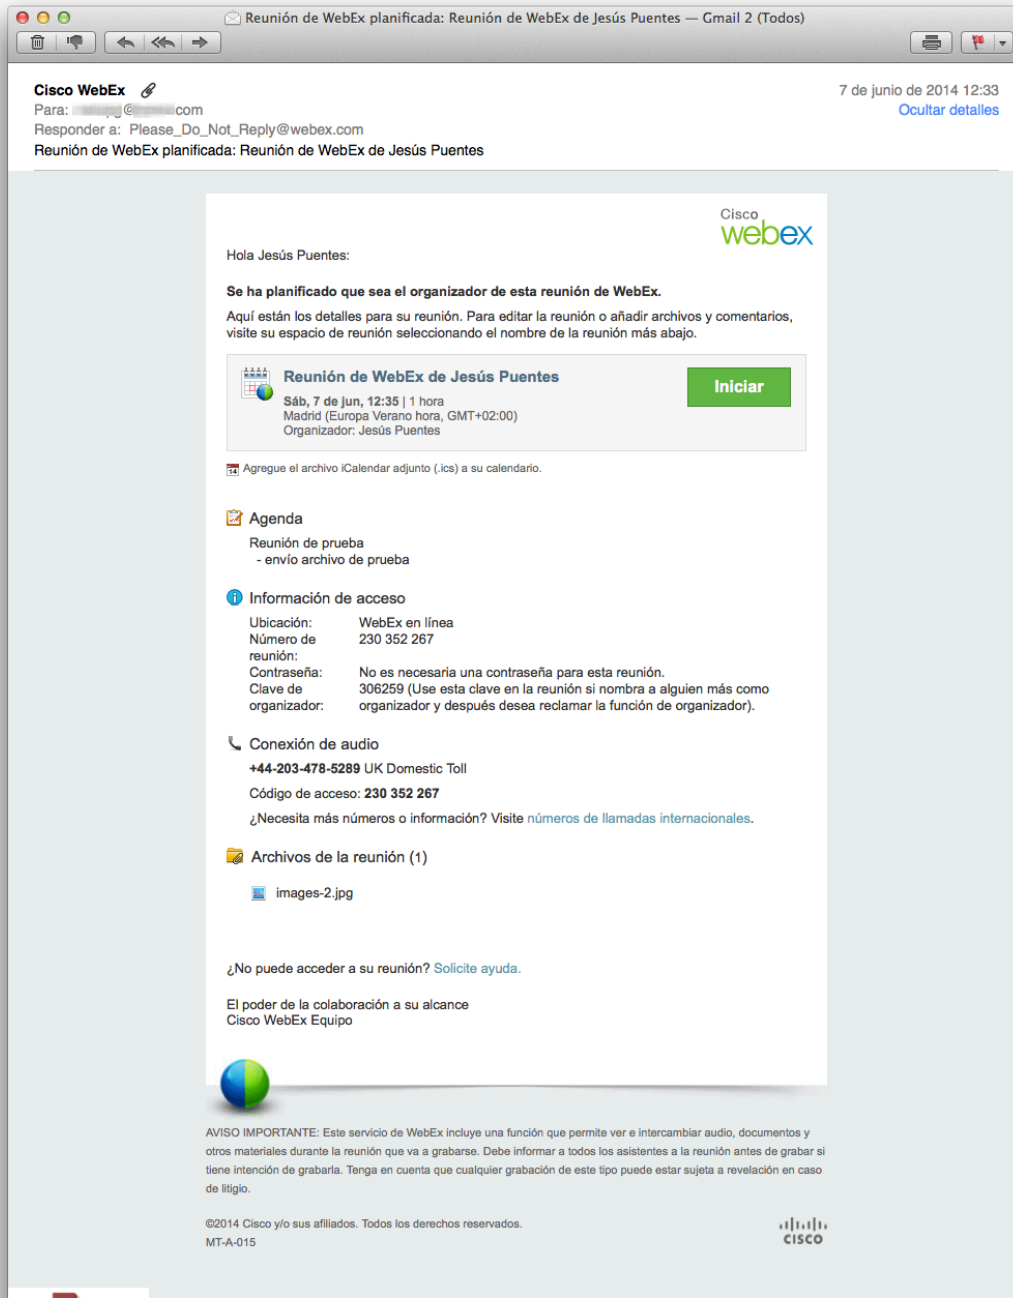 Reunión de WebEx planificada: Reunión de WebEx de Jesús Puentes — Gmail 2 (Todos)
Cisco WebEx
7 de junio de 2014 12:33
Para: @ com
Ocultar detalles
Responder a: Please_Do_Not_Reply@webex.com
Reunión de WebEx planificada: Reunión de WebEx de Jesús Puentes
Cisco
webex
Hola Jesús Puentes:
Se ha planificado que sea el organizador de esta reunión de WebEx.
Aquí están los detalles para su reunión. Para editar la reunión o añadir archivos y comentarios,
visite su espacio de reunión seleccionando el nombre de la reunión más abajo.
Reunión de WebEx de Jesús Puentes
Iniciar
Sáb, 7 de jun, 12:35 | 1 hora
Madrid (Europa Verano hora, GMT+02:00)
Organizador: Jesús Puentes
14 Agregue el archivo iCalendar adjunto (.ics) a su calendario.
Agenda
Reunión de prueba
- envío archivo de prueba
Información de acceso
Ubicación: WebEx en línea
Número de 230 352 267
reunión:
Contraseña: No es necesaria una contraseña para esta reunión.
Clave de 306259 (Use esta clave en la reunión si nombra a alguien más como
organizador: organizador y después desea reclamar la función de organizador).
Conexión de audio
+44-203-478-5289 UK Domestic Toll
Código de acceso: 230 352 267
¿Necesita más números o información? Visite números de llamadas internacionales.
Archivos de la reunión (1)
images-2.jpg
¿No puede acceder a su reunión? Solicite ayuda.
El poder de la colaboración a su alcance
Cisco WebEx Equipo
AVISO IMPORTANTE: Este servicio de WebEx incluye una función que permite ver e intercambiar audio, documentos y
otros materiales durante la reunión que va a grabarse. Debe informar a todos los asistentes a la reunión antes de grabar si
tiene intención de grabarla. Tenga en cuenta que cualquier grabación de este tipo puede estar sujeta a revelación en caso
de litigio.
©2014 Cisco y/o sus afiliados. Todos los derechos reservados.
MT-A-015
CISCO